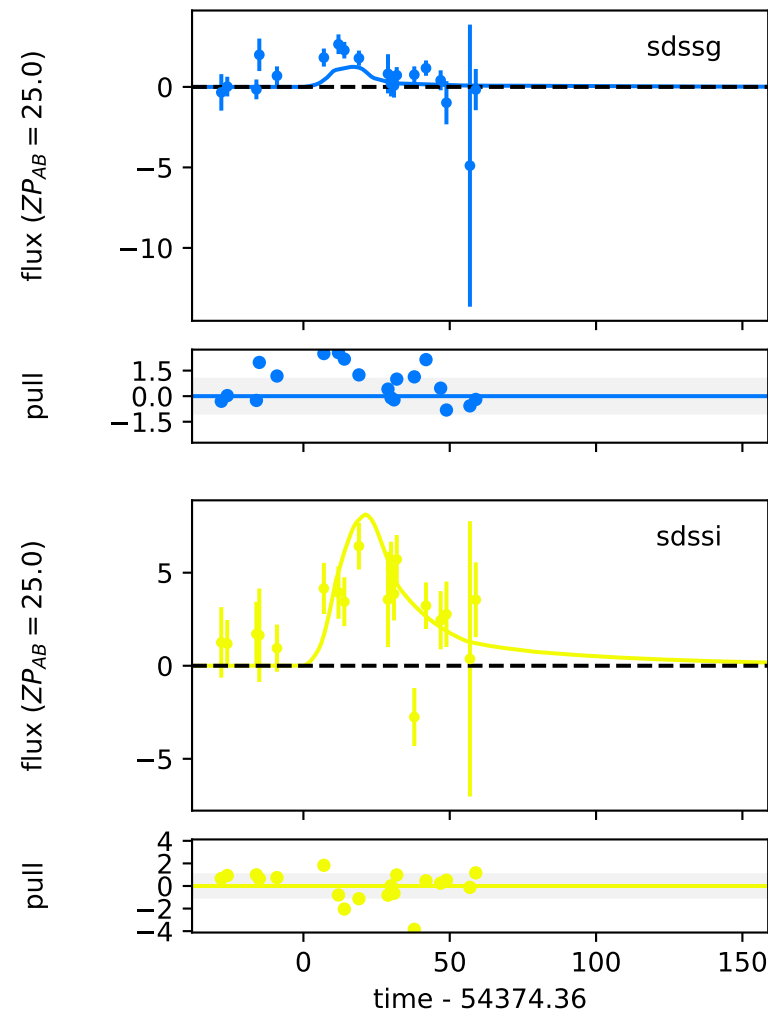 sdssg
flux (ZP_AB = 25.0)
0
−5
−10
pull
1.5
0.0
−1.5
sdssi
flux (ZP_AB = 25.0)
5
0
−5
pull
4
2
0
−2
−4
0 50 100 150
time - 54374.36